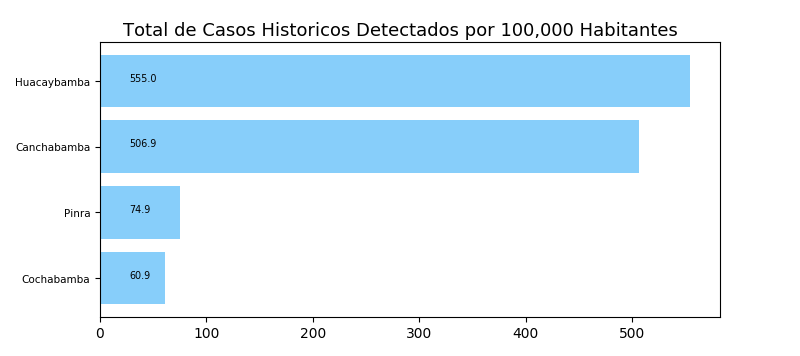 Total de Casos Historicos Detectados por 100,000 Habitantes
Huacaybamba 555.0
Canchabamba 506.9
Pinra 74.9
Cochabamba 60.9
0 100 200 300 400 500